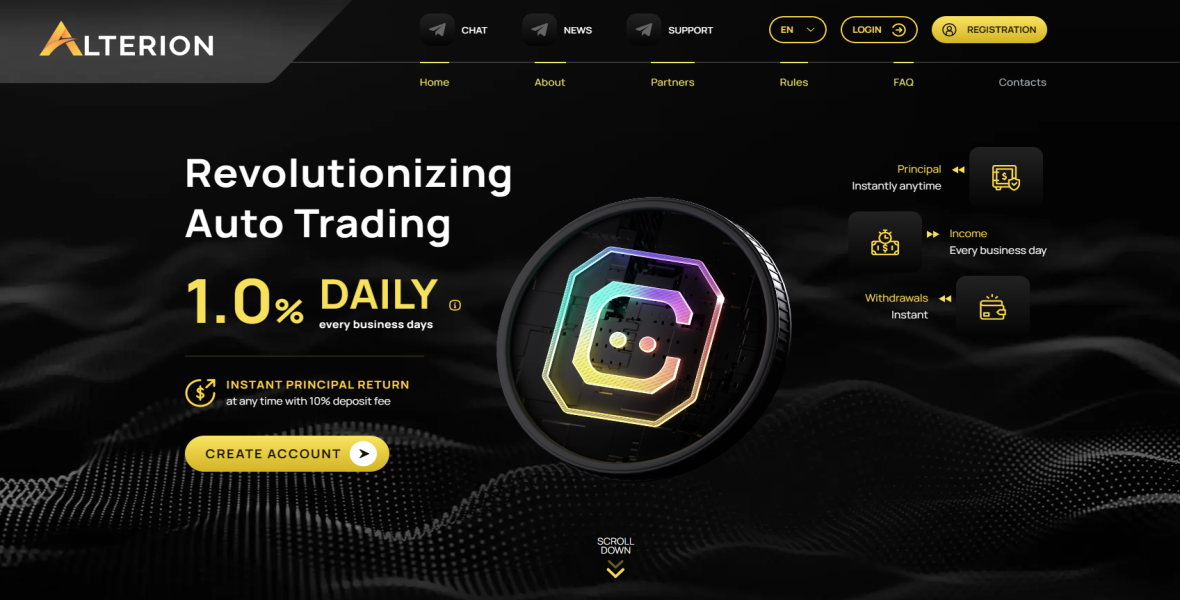 ALTERION
CHAT
NEWS
SUPPORT
EN
LOGIN
REGISTRATION
Home
About
Partners
Rules
FAQ
Contacts
Revolutionizing
Auto Trading
1.0% DAILY
every business days
INSTANT PRINCIPAL RETURN
at any time with 10% deposit fee
CREATE ACCOUNT
Principal
Instantly anytime
Income
Every business day
Withdrawals
Instant
SCROLL
DOWN